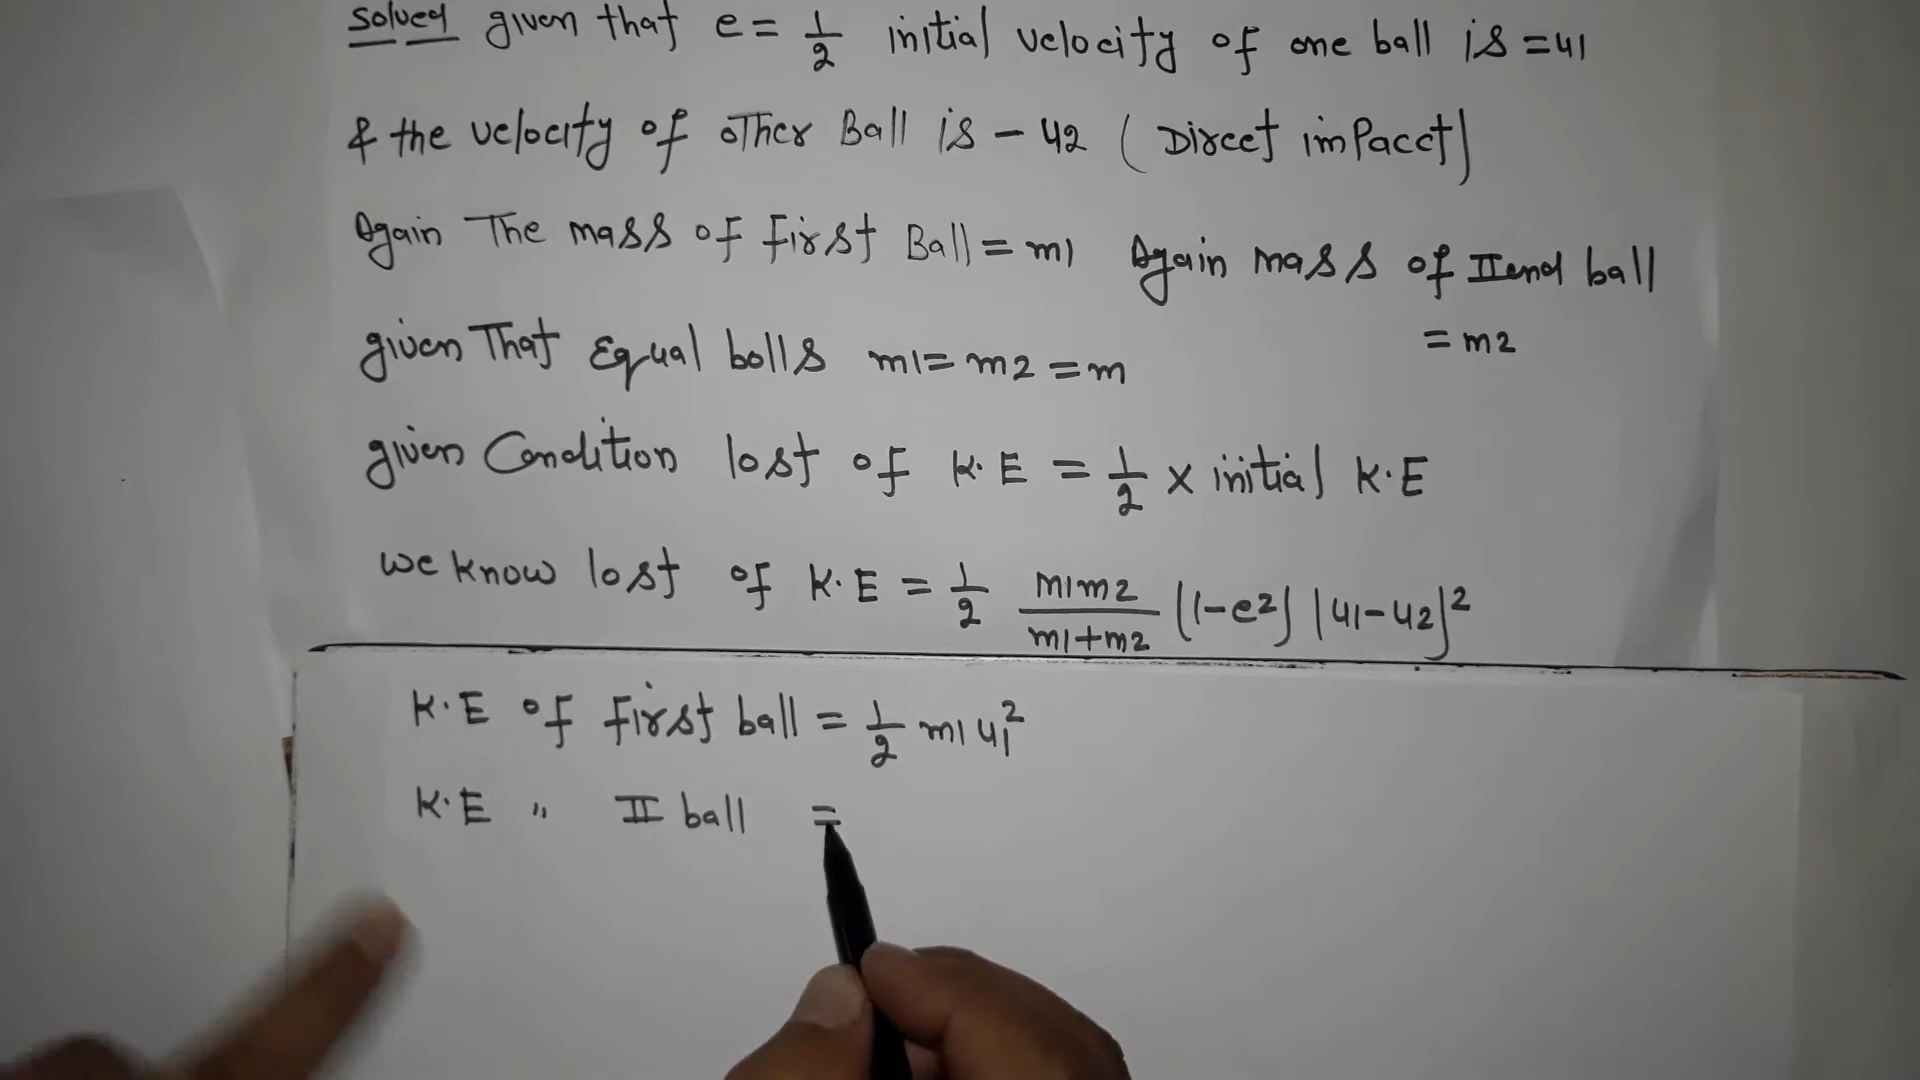 Solved given that e = 1/2 initial velocity of one ball is = u1
& the velocity of other Ball is - u2 ( Direct impacct)
Again The mass of first Ball = m1 Again mass of IIend ball
= m2
given That Equal bolls m1 = m2 = m
given Condition lost of K.E = 1/2 x initial K.E
we know lost of K.E = 1/2 m1m2/m1+m2 (1-e2) |u1-u2)²
K.E of first ball = 1/2 m1 u1²
K.E " II ball =